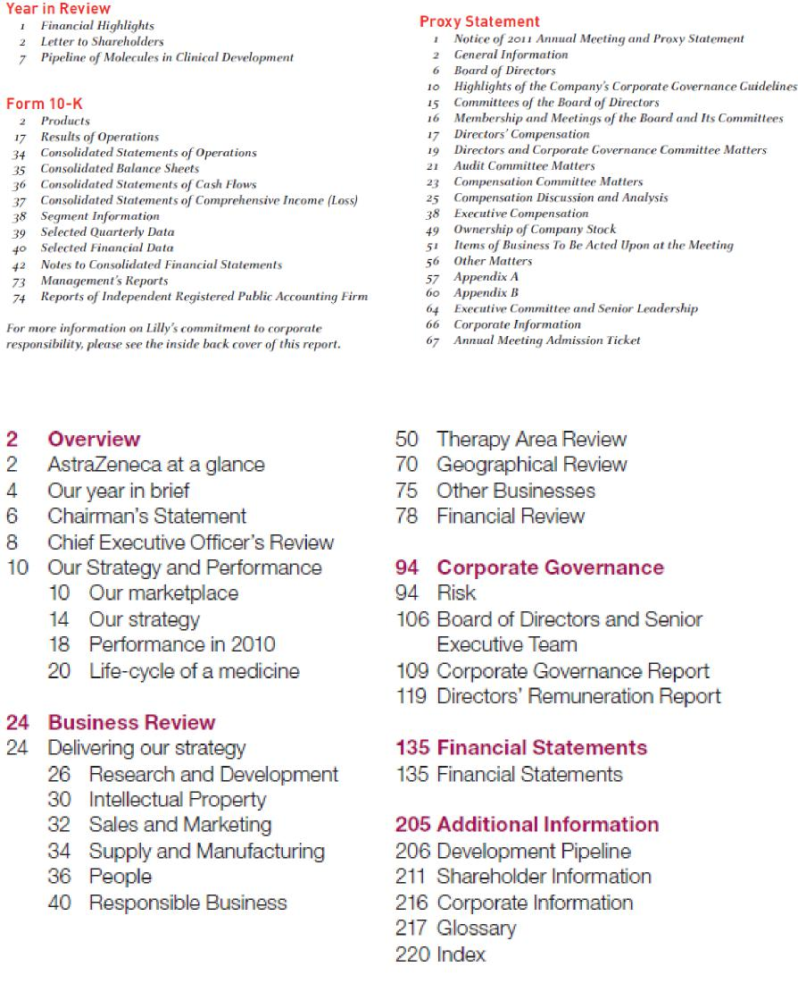 Year in Review
1 Financial Highlights
2 Letter to Shareholders
7 Pipeline of Molecules in Clinical Development
Form 10-K
2 Products
17 Results of Operations
34 Consolidated Statements of Operations
35 Consolidated Balance Sheets
36 Consolidated Statements of Cash Flows
37 Consolidated Statements of Comprehensive Income (Loss)
38 Segment Information
39 Selected Quarterly Data
40 Selected Financial Data
42 Notes to Consolidated Financial Statements
73 Management's Reports
74 Reports of Independent Registered Public Accounting Firm
For more information on Lilly's commitment to corporate
responsibility, please see the inside back cover of this report.
Proxy Statement
1 Notice of 2011 Annual Meeting and Proxy Statement
2 General Information
6 Board of Directors
10 Highlights of the Company's Corporate Governance Guidelines
15 Committees of the Board of Directors
16 Membership and Meetings of the Board and Its Committees
17 Directors' Compensation
19 Directors and Corporate Governance Committee Matters
21 Audit Committee Matters
23 Compensation Committee Matters
25 Compensation Discussion and Analysis
38 Executive Compensation
49 Ownership of Company Stock
51 Items of Business To Be Acted Upon at the Meeting
56 Other Matters
57 Appendix A
60 Appendix B
64 Executive Committee and Senior Leadership
66 Corporate Information
67 Annual Meeting Admission Ticket
2 Overview
2 AstraZeneca at a glance
4 Our year in brief
6 Chairman's Statement
8 Chief Executive Officer's Review
10 Our Strategy and Performance
10 Our marketplace
14 Our strategy
18 Performance in 2010
20 Life-cycle of a medicine
24 Business Review
24 Delivering our strategy
26 Research and Development
30 Intellectual Property
32 Sales and Marketing
34 Supply and Manufacturing
36 People
40 Responsible Business
50 Therapy Area Review
70 Geographical Review
75 Other Businesses
78 Financial Review
94 Corporate Governance
94 Risk
106 Board of Directors and Senior
Executive Team
109 Corporate Governance Report
119 Directors' Remuneration Report
135 Financial Statements
135 Financial Statements
205 Additional Information
206 Development Pipeline
211 Shareholder Information
216 Corporate Information
217 Glossary
220 Index